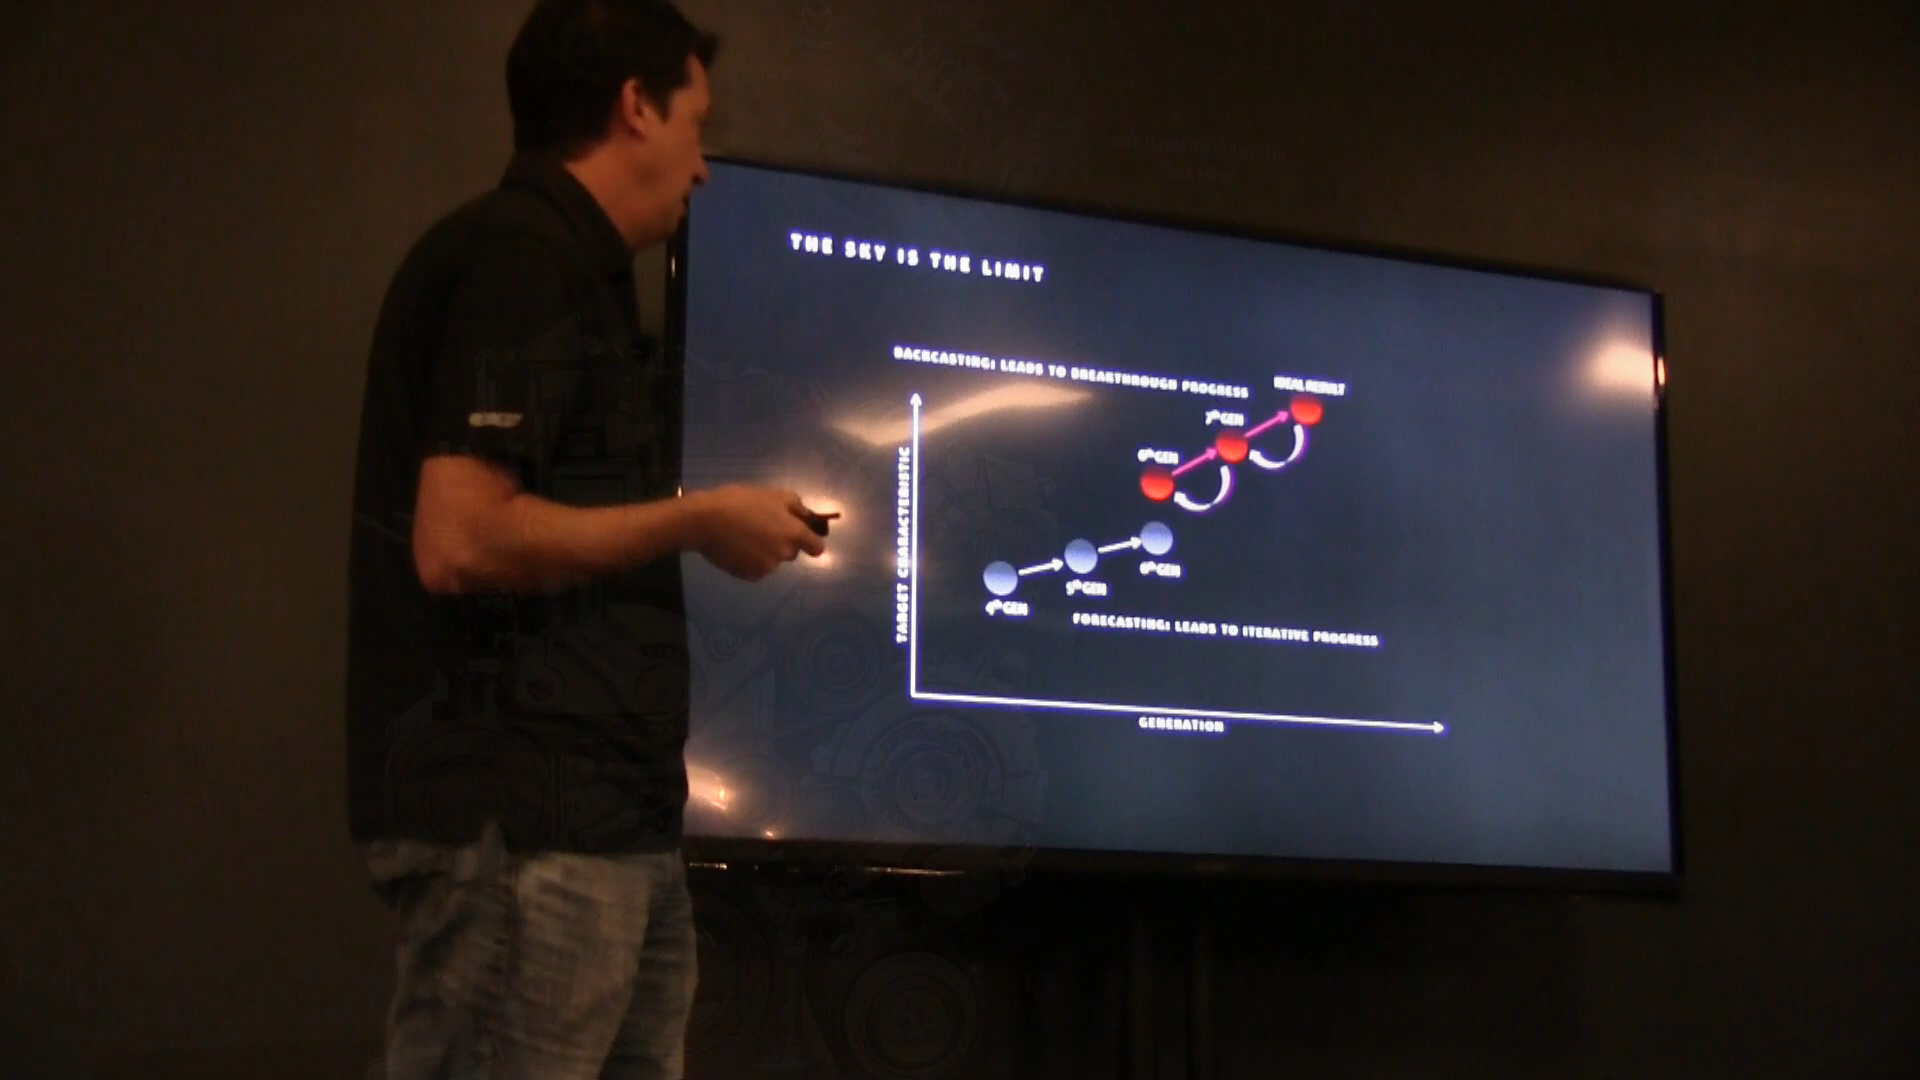 THE SKY IS THE LIMIT
BACKCASTING: LEADS TO BREAKTHROUGH PROGRESS
IDEAL RESULT
7th GEN
6th GEN
TARGET CHARACTERISTIC
6th GEN
5th GEN
4th GEN
FORECASTING: LEADS TO ITERATIVE PROGRESS
GENERATION